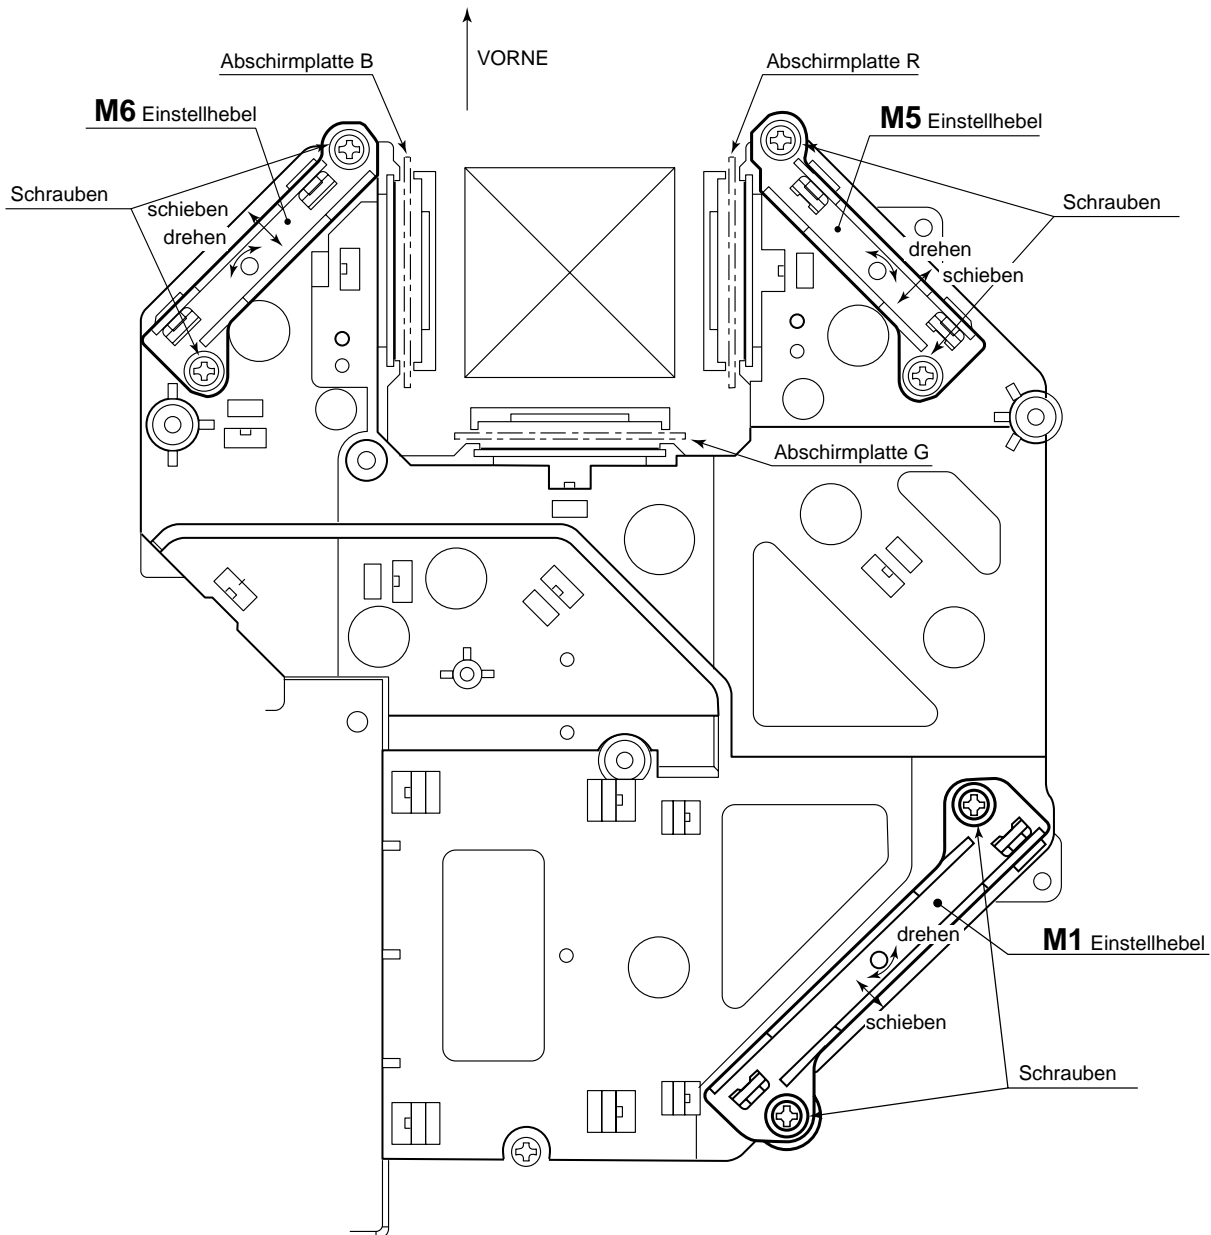 VORNE
Abschirmplatte B
Abschirmplatte R
M6 Einstellhebel
M5 Einstellhebel
Schrauben
schieben
drehen
Schrauben
drehen
schieben
Abschirmplatte G
drehen
M1 Einstellhebel
schieben
Schrauben